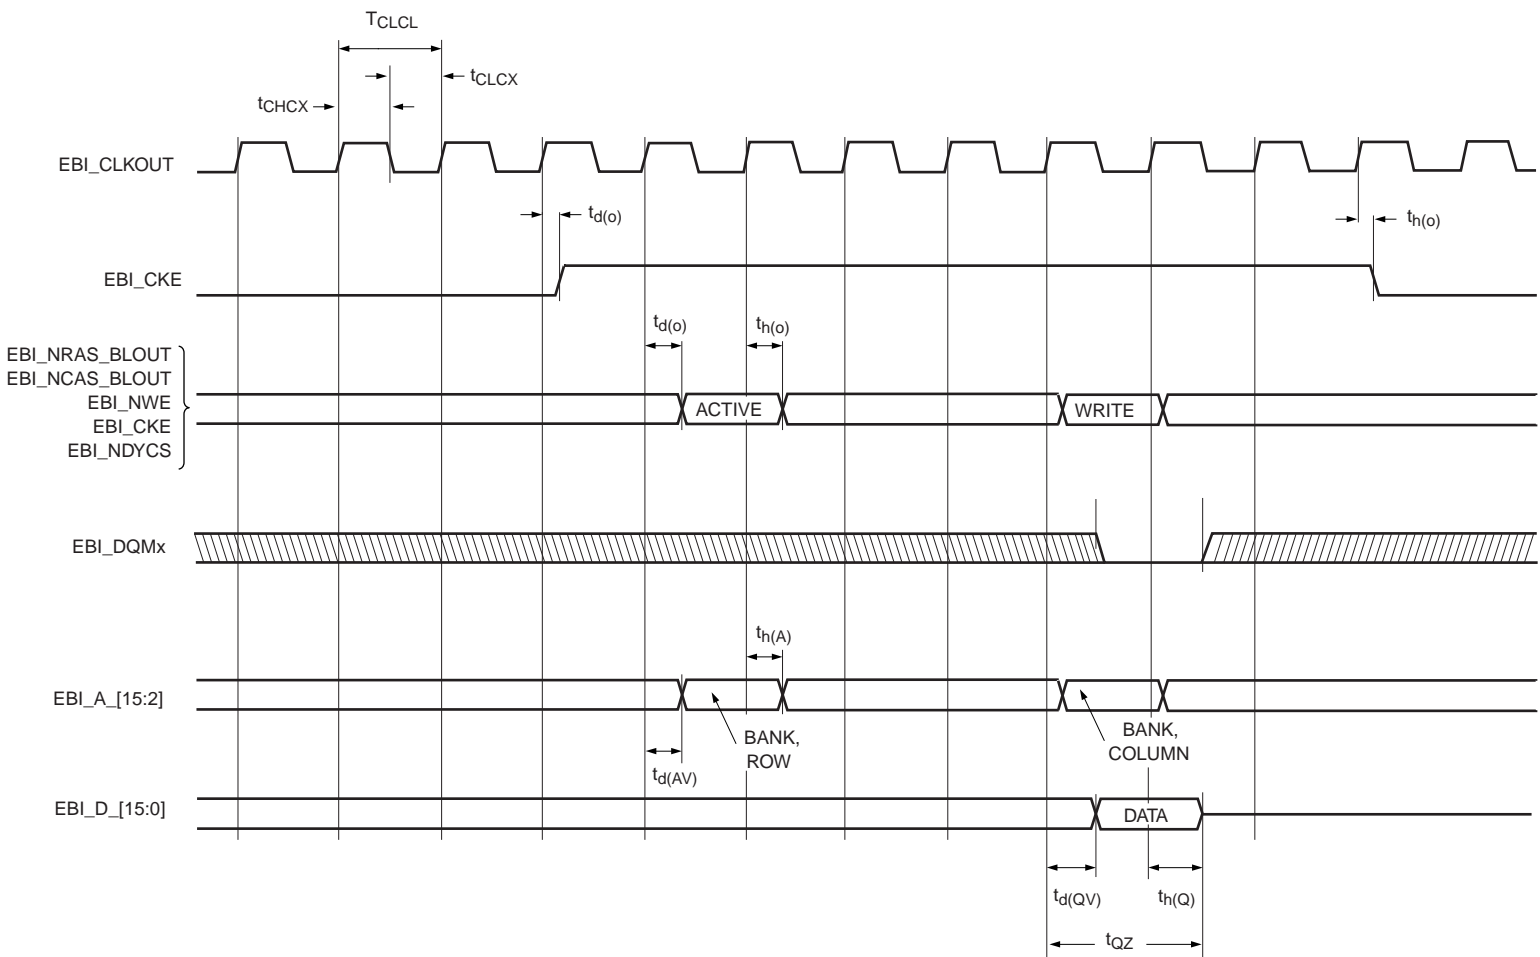 TCLCL
tCLCX
tCHCX
EBI_CLKOUT
td(o)
th(o)
EBI_CKE
td(o)
th(o)
EBI_NRAS_BLOUT
EBI_NCAS_BLOUT
EBI_NWE
EBI_CKE
EBI_NDYCS
ACTIVE
WRITE
EBI_DQMx
th(A)
EBI_A_[15:2]
BANK,
ROW
BANK,
COLUMN
td(AV)
EBI_D_[15:0]
DATA
td(QV)
th(Q)
tQZ